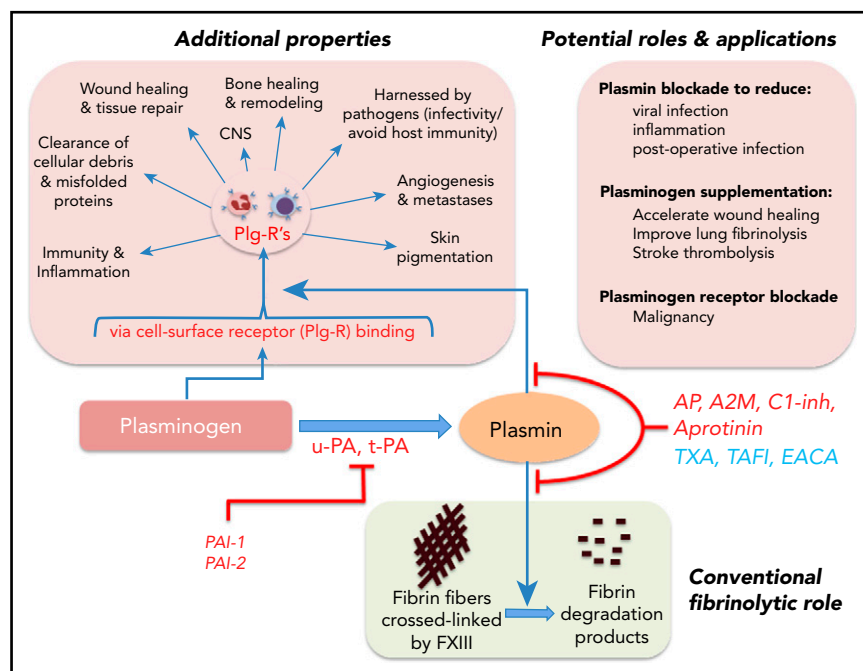 Additional properties
Potential roles & applications
Wound healing
& tissue repair
Bone healing
& remodeling
Harnessed by
pathogens (infectivity/
avoid host immunity)
CNS
Clearance of
cellular debris
& misfolded
proteins
Angiogenesis
& metastases
Plg-R's
Immunity &
Inflammation
Skin
pigmentation
via cell-surface receptor (Plg-R) binding
Plasmin blockade to reduce:
viral infection
inflammation
post-operative infection
Plasminogen supplementation:
Accelerate wound healing
Improve lung fibrinolysis
Stroke thrombolysis
Plasminogen receptor blockade
Malignancy
Plasminogen
u-PA, t-PA
Plasmin
AP, A2M, C1-inh,
Aprotinin
TXA, TAFI, EACA
PAI-1
PAI-2
Fibrin fibers
crossed-linked
by FXIII
Fibrin
degradation
products
Conventional
fibrinolytic role